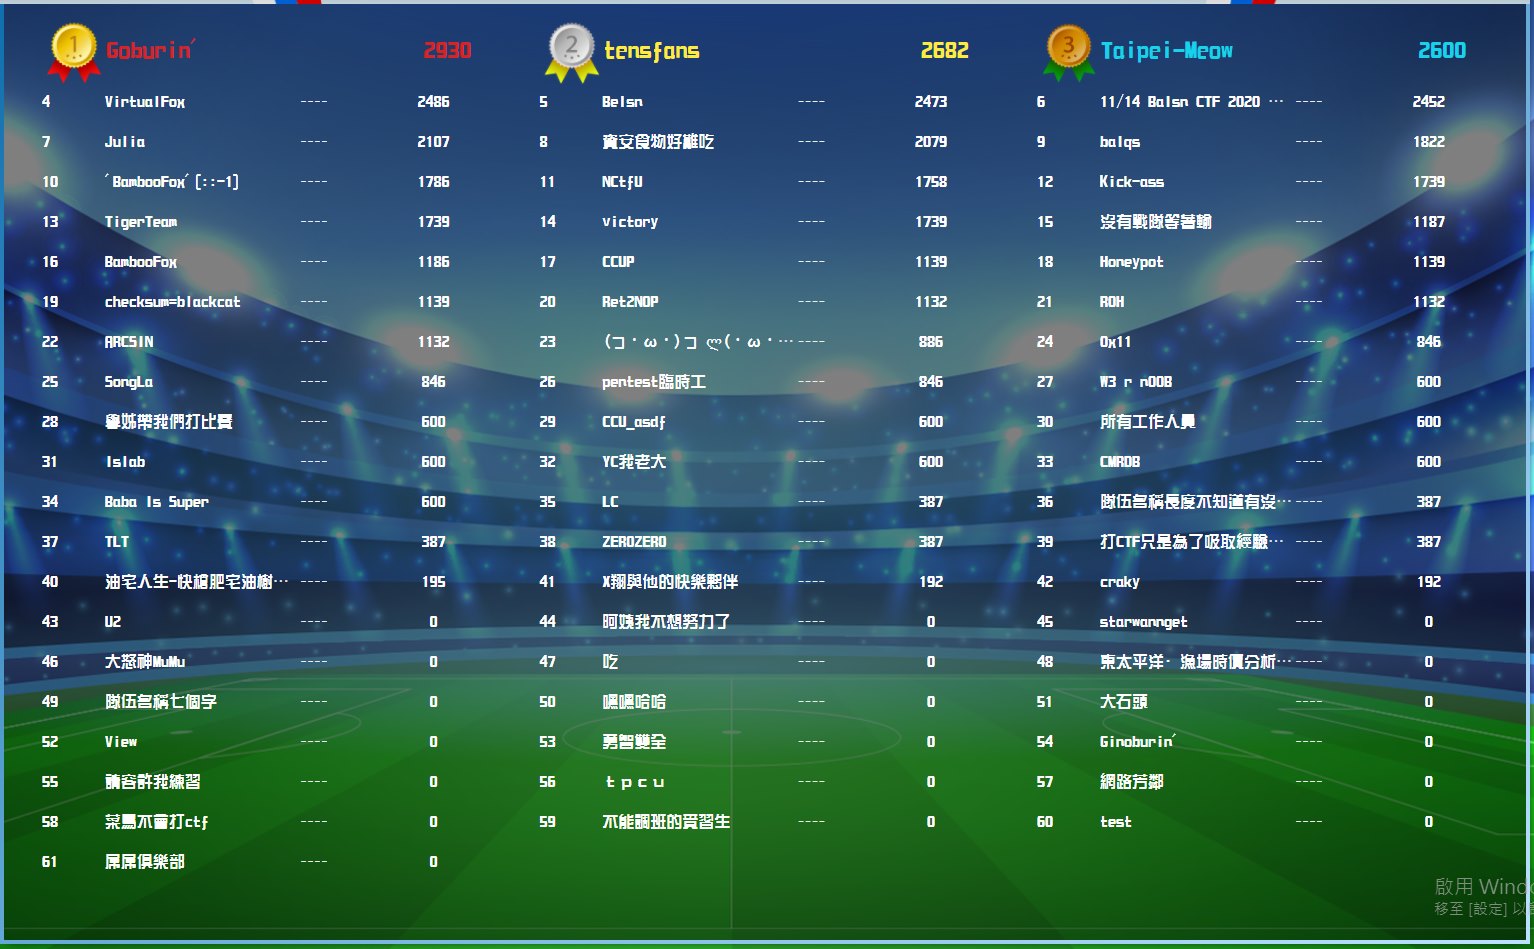 1 Goburin' 2930 2 tensfans 2682 3 Taipei-Meow 2600
4 VirtualFox ---- 2486 5 Belsn ---- 2473 6 11/14 Balsn CTF 2020 … ---- 2452
7 Julia ---- 2107 8 資安食物好難吃 ---- 2079 9 balqs ---- 1822
10 'BambooFox'[::-1] ---- 1786 11 NCtfU ---- 1758 12 Kick-ass ---- 1739
13 TigerTeam ---- 1739 14 victory ---- 1739 15 沒有戰隊等著輸 ---- 1187
16 BambooFox ---- 1186 17 CCUP ---- 1139 18 Honeypot ---- 1139
19 checksum=blackcat ---- 1139 20 Ret2NOP ---- 1132 21 ROH ---- 1132
22 ARCSIN ---- 1132 23 (コ・ω・)コ ლ(・ω・… ---- 886 24 0x11 ---- 846
25 SongLa ---- 846 26 pentest臨時工 ---- 846 27 W3 r n00B ---- 600
28 魯姊帶我們打比賽 ---- 600 29 CCU_asdf ---- 600 30 所有工作人員 ---- 600
31 Islab ---- 600 32 YC我老大 ---- 600 33 CMRDB ---- 600
34 Baba Is Super ---- 600 35 LC ---- 387 36 隊伍名稱長度不知道有沒… ---- 387
37 TLT ---- 387 38 ZEROZERO ---- 387 39 打CTF只是為了吸取經驗… ---- 387
40 油宅人生-快樂肥宅油樹… ---- 195 41 X翔與他的快樂夥伴 ---- 192 42 craky ---- 192
43 U2 ---- 0 44 阿姨我不想努力了 ---- 0 45 starwannget ---- 0
46 大怒神MuMu ---- 0 47 吃 ---- 0 48 東太平洋‧漁場時價分析… ---- 0
49 隊伍名稱七個字 ---- 0 50 嘿嘿哈哈 ---- 0 51 大石頭 ---- 0
52 View ---- 0 53 勇智雙全 ---- 0 54 Ginoburin' ---- 0
55 請容許我練習 ---- 0 56 ｔｐｃｕ ---- 0 57 網路芳鄰 ---- 0
58 菜鳥不會打ctf ---- 0 59 不能調班的實習生 ---- 0 60 test ---- 0
61 屌屌俱樂部 ---- 0
啟用 Windo
移至 [設定] 以